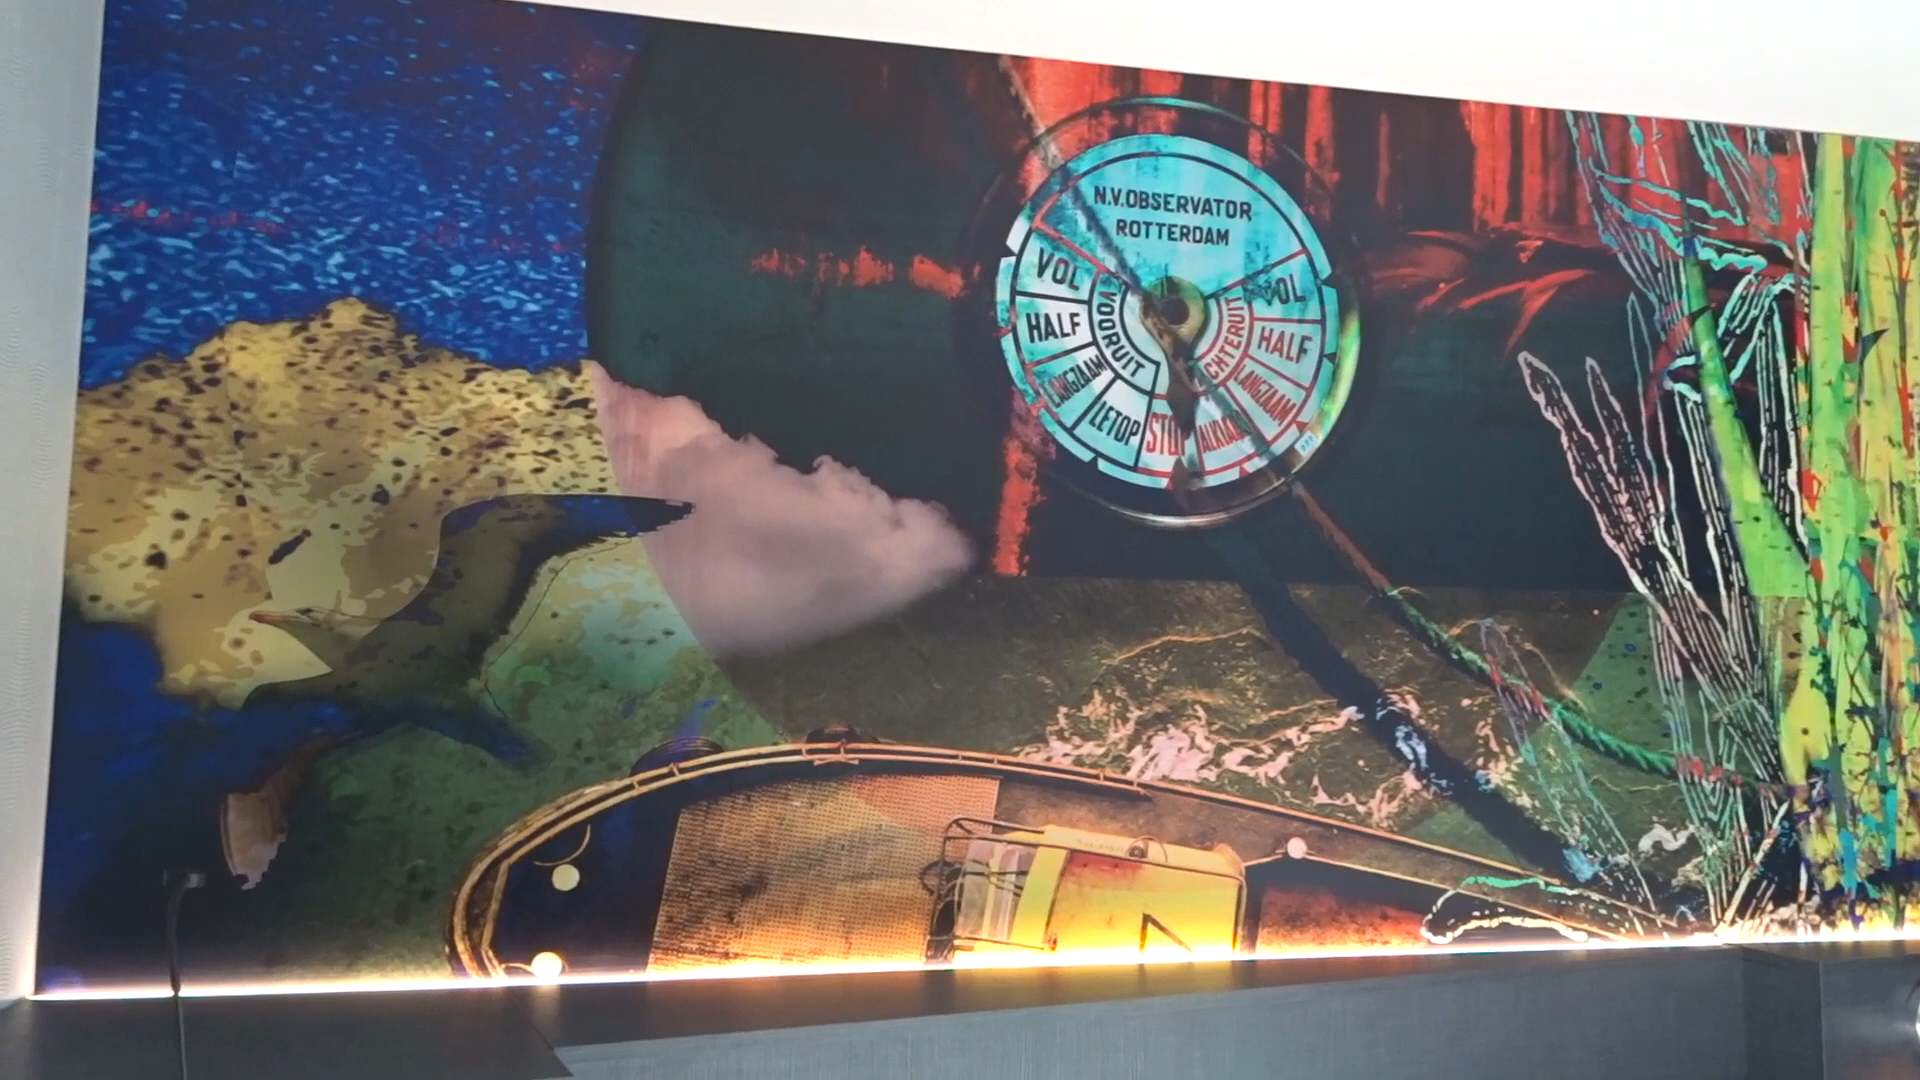 N.V. OBSERVATOR
ROTTERDAM
VOL
HALF
LANGZAAM
LETOP
STOP
VOORUIT
VOL
HALF
LANGZAAM
ACHTERUIT